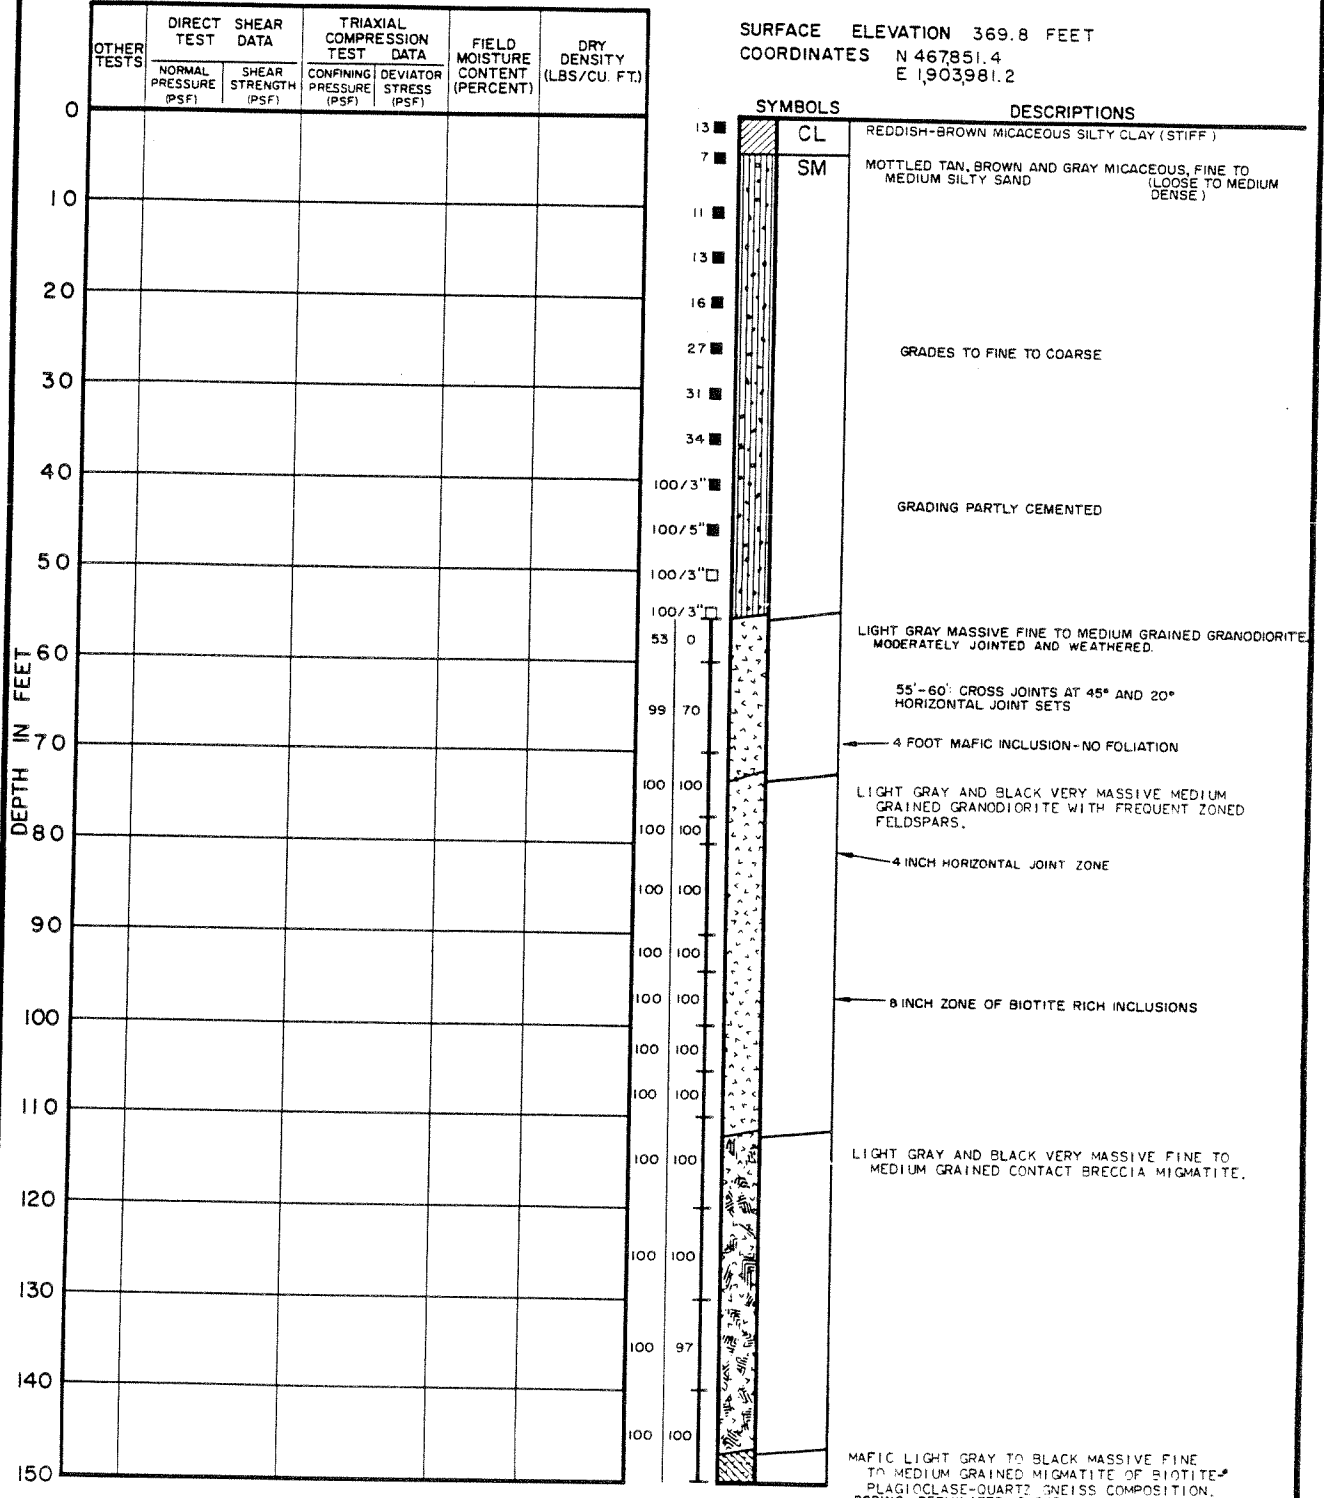 DIRECT SHEAR
TEST DATA
TRIAXIAL
COMPRESSION
TEST DATA
OTHER
TESTS
NORMAL
PRESSURE
(PSF)
SHEAR
STRENGTH
(PSF)
CONFINING
PRESSURE
(PSF)
DEVIATOR
STRESS
(PSF)
FIELD
MOISTURE
CONTENT
(PERCENT)
DRY
DENSITY
(LBS/CU. FT.)
SURFACE ELEVATION 369.8 FEET
COORDINATES N 467,851.4
E 1,903,981.2
SYMBOLS DESCRIPTIONS
DEPTH IN FEET
0
10
20
30
40
50
60
70
80
90
100
110
120
130
140
150
13
7
11
13
16
27
31
34
100/3"
100/5"
100/3"
100/3"
53 0
99 70
100 100
100 100
100 100
100 100
100 100
100 100
100 100
100 100
100 100
100 97
100 100
CL
SM
REDDISH-BROWN MICACEOUS SILTY CLAY (STIFF)
MOTTLED TAN, BROWN AND GRAY MICACEOUS, FINE TO
MEDIUM SILTY SAND (LOOSE TO MEDIUM
DENSE)
GRADES TO FINE TO COARSE
GRADING PARTLY CEMENTED
LIGHT GRAY MASSIVE FINE TO MEDIUM GRAINED GRANODIORITE.
MODERATELY JOINTED AND WEATHERED.
55'-60': CROSS JOINTS AT 45° AND 20°
HORIZONTAL JOINT SETS
4 FOOT MAFIC INCLUSION-NO FOLIATION
LIGHT GRAY AND BLACK VERY MASSIVE MEDIUM
GRAINED GRANODIORITE WITH FREQUENT ZONED
FELDSPARS.
4 INCH HORIZONTAL JOINT ZONE
8 INCH ZONE OF BIOTITE RICH INCLUSIONS
LIGHT GRAY AND BLACK VERY MASSIVE FINE TO
MEDIUM GRAINED CONTACT BRECCIA MIGMATITE.
MAFIC LIGHT GRAY TO BLACK MASSIVE FINE
TO MEDIUM GRAINED MIGMATITE OF BIOTITE-
PLAGIOCLASE-QUARTZ GNEISS COMPOSITION.